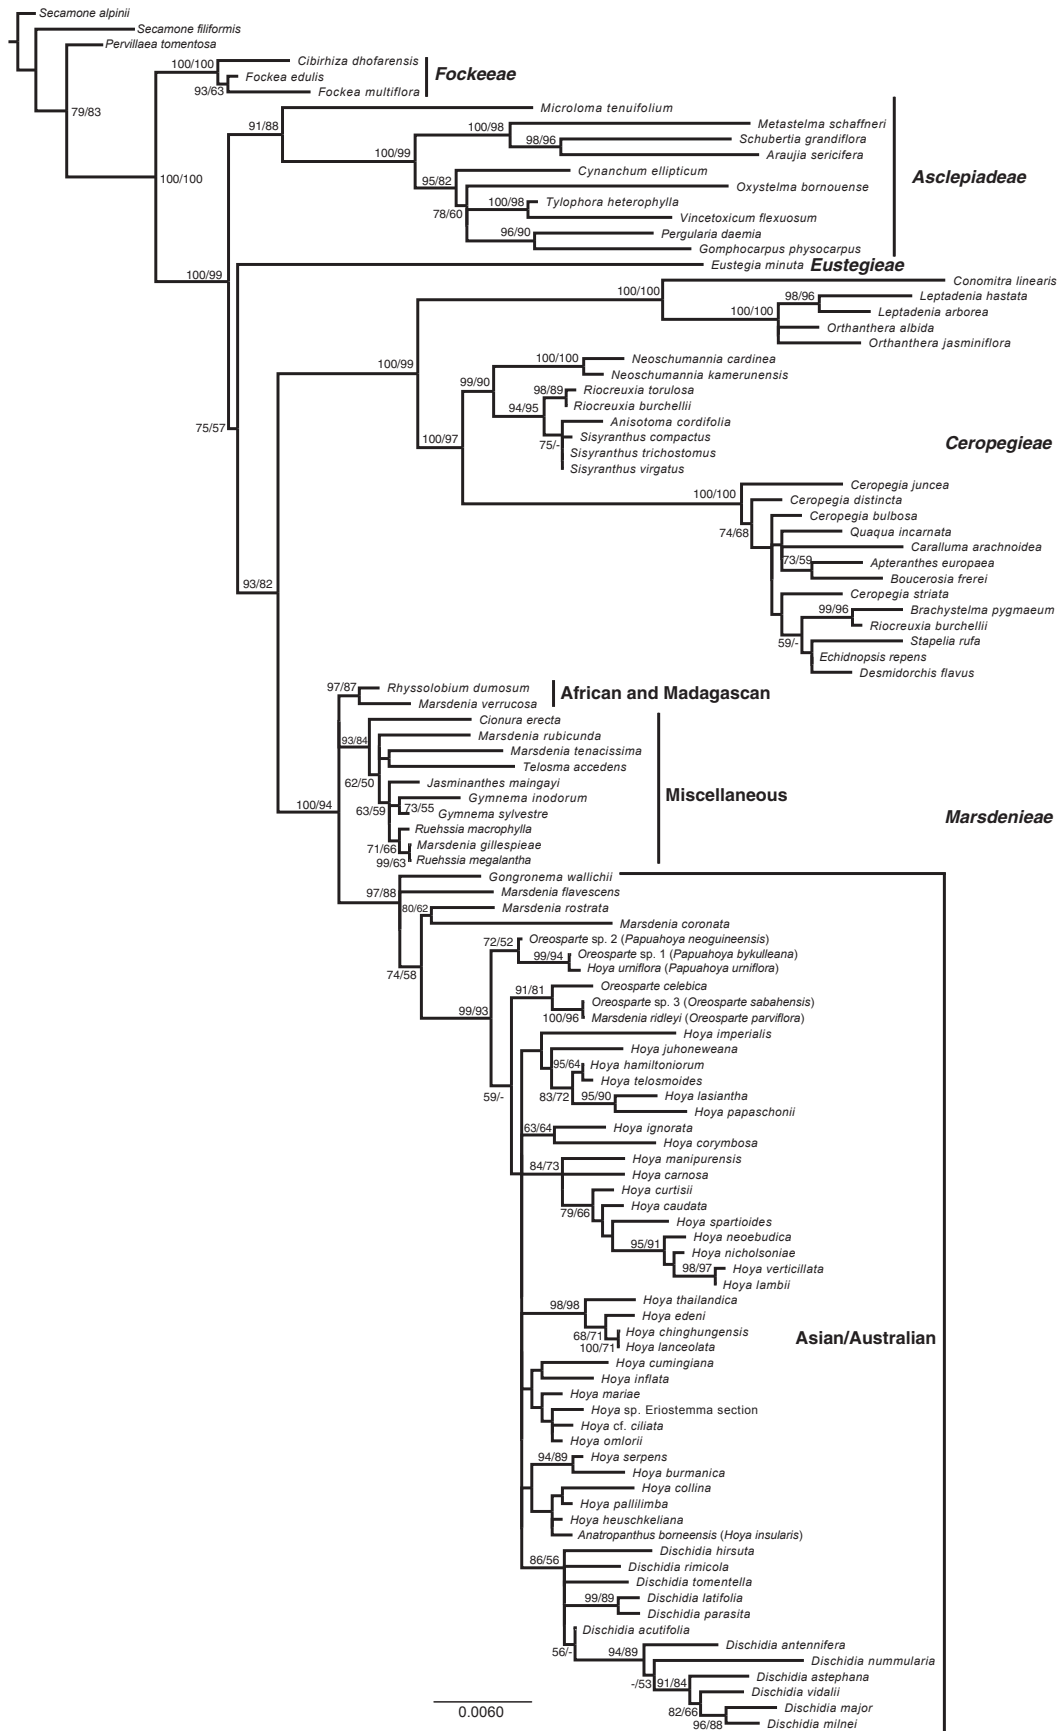 Secamone alpinii
Secamone filiformis
Pervillaea tomentosa
79/83
100/100
Cibirhiza dhofarensis
Fockea edulis
93/63
Fockea multiflora
Fockeeae
100/100
91/88
Microloma tenuifolium
100/98
Metastelma schaffneri
98/96
Schubertia grandiflora
Araujia sericifera
100/99
Cynanchum ellipticum
95/82
Oxystelma bornouense
100/98
Tylophora heterophylla
78/60
Vincetoxicum flexuosum
96/90
Pergularia daemia
Gomphocarpus physocarpus
Asclepiadeae
100/99
Eustegia minuta
Eustegieae
Conomitra linearis
100/100
98/96
Leptadenia hastata
100/100
Leptadenia arborea
Orthanthera albida
Orthanthera jasminiflora
100/99
100/100
Neoschumannia cardinea
99/90
Neoschumannia kamerunensis
98/89
Riocreuxia torulosa
94/95
Riocreuxia burchellii
Anisotoma cordifolia
75/-
Sisyranthus compactus
Sisyranthus trichostomus
Sisyranthus virgatus
75/57
100/97
Ceropegieae
100/100
Ceropegia juncea
Ceropegia distincta
Ceropegia bulbosa
74/68
Quaqua incarnata
Caralluma arachnoidea
73/59
Apteranthes europaea
Boucerosia frerei
Ceropegia striata
99/96
Brachystelma pygmaeum
Riocreuxia burchellii
59/-
Stapelia rufa
Echidnopsis repens
Desmidorchis flavus
93/82
97/87
Rhyssolobium dumosum
Marsdenia verrucosa
African and Madagascan
Cionura erecta
93/84
Marsdenia rubicunda
Marsdenia tenacissima
Telosma accedens
62/50
Jasminanthes maingayi
73/55
Gymnema inodorum
63/59
Gymnema sylvestre
Ruehssia macrophylla
71/66
Marsdenia gillespieae
99/63
Ruehssia megalantha
Miscellaneous
100/94
Marsdenieae
Gongronema wallichii
97/88
Marsdenia flavescens
80/62
Marsdenia rostrata
Marsdenia coronata
74/58
72/52
Oreosparte sp. 2 (Papuahoya neoguineensis)
99/94
Oreosparte sp. 1 (Papuahoya bykulleana)
Hoya urniflora (Papuahoya urniflora)
99/93
91/81
Oreosparte celebica
Oreosparte sp. 3 (Oreosparte sabahensis)
100/96
Marsdenia ridleyi (Oreosparte parviflora)
Hoya imperialis
Hoya juhoneweana
95/64
Hoya hamiltoniorum
Hoya telosmoides
59/-
83/72
95/90
Hoya lasiantha
Hoya papaschonii
63/64
Hoya ignorata
Hoya corymbosa
84/73
Hoya manipurensis
Hoya carnosa
Hoya curtisii
79/66
Hoya caudata
Hoya spartioides
95/91
Hoya neoebudica
Hoya nicholsoniae
98/97
Hoya verticillata
Hoya lambii
98/98
Hoya thailandica
Hoya edeni
68/71
Hoya chinghungensis
100/71
Hoya lanceolata
Asian/Australian
Hoya cumingiana
Hoya inflata
Hoya mariae
Hoya sp. Eriostemma section
Hoya cf. ciliata
Hoya omlorii
94/89
Hoya serpens
Hoya burmanica
Hoya collina
Hoya pallilimba
Hoya heuschkeliana
Anatropanthus borneensis (Hoya insularis)
86/56
Dischidia hirsuta
Dischidia rimicola
Dischidia tomentella
99/89
Dischidia latifolia
Dischidia parasita
Dischidia acutifolia
56/-
94/89
Dischidia antennifera
Dischidia nummularia
-/53
91/84
Dischidia astephana
Dischidia vidalii
82/66
Dischidia major
96/88
Dischidia milnei
0.0060